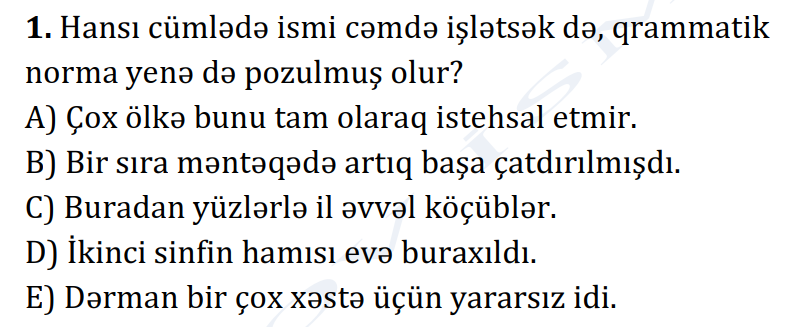 1. Hansı cümlədə ismi cəmdə işlətsək də, qrammatik
norma yenə də pozulmuş olur?
A) Çox ölkə bunu tam olaraq istehsal etmir.
B) Bir sıra məntəqədə artıq başa çatdırılmışdı.
C) Buradan yüzlərlə il əvvəl köçüblər.
D) İkinci sinfin hamısı evə buraxıldı.
E) Dərman bir çox xəstə üçün yararsız idi.